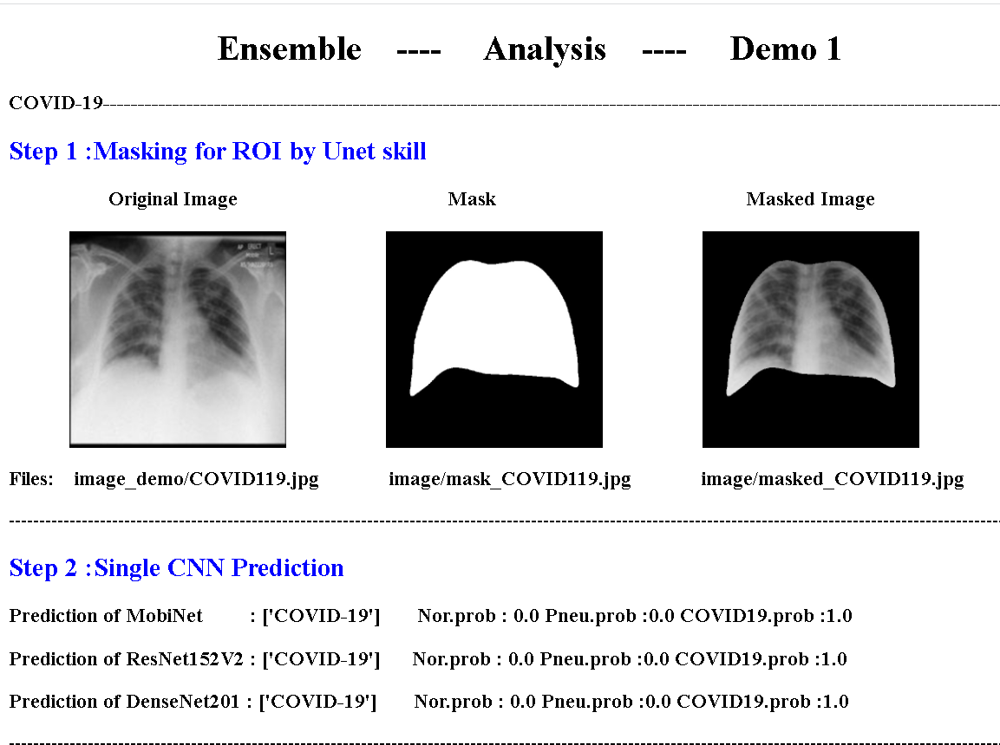 Ensemble ---- Analysis ---- Demo 1
COVID-19--------------------------------------------------------------------------------------------------------------------------------
Step 1 :Masking for ROI by Unet skill
Original Image Mask Masked Image
AP ERECT
L
Files: image_demo/COVID119.jpg image/mask_COVID119.jpg image/masked_COVID119.jpg
--------------------------------------------------------------------------------------------------------------------------------
Step 2 :Single CNN Prediction
Prediction of MobiNet : ['COVID-19'] Nor.prob : 0.0 Pneu.prob :0.0 COVID19.prob :1.0
Prediction of ResNet152V2 : ['COVID-19'] Nor.prob : 0.0 Pneu.prob :0.0 COVID19.prob :1.0
Prediction of DenseNet201 : ['COVID-19'] Nor.prob : 0.0 Pneu.prob :0.0 COVID19.prob :1.0
--------------------------------------------------------------------------------------------------------------------------------